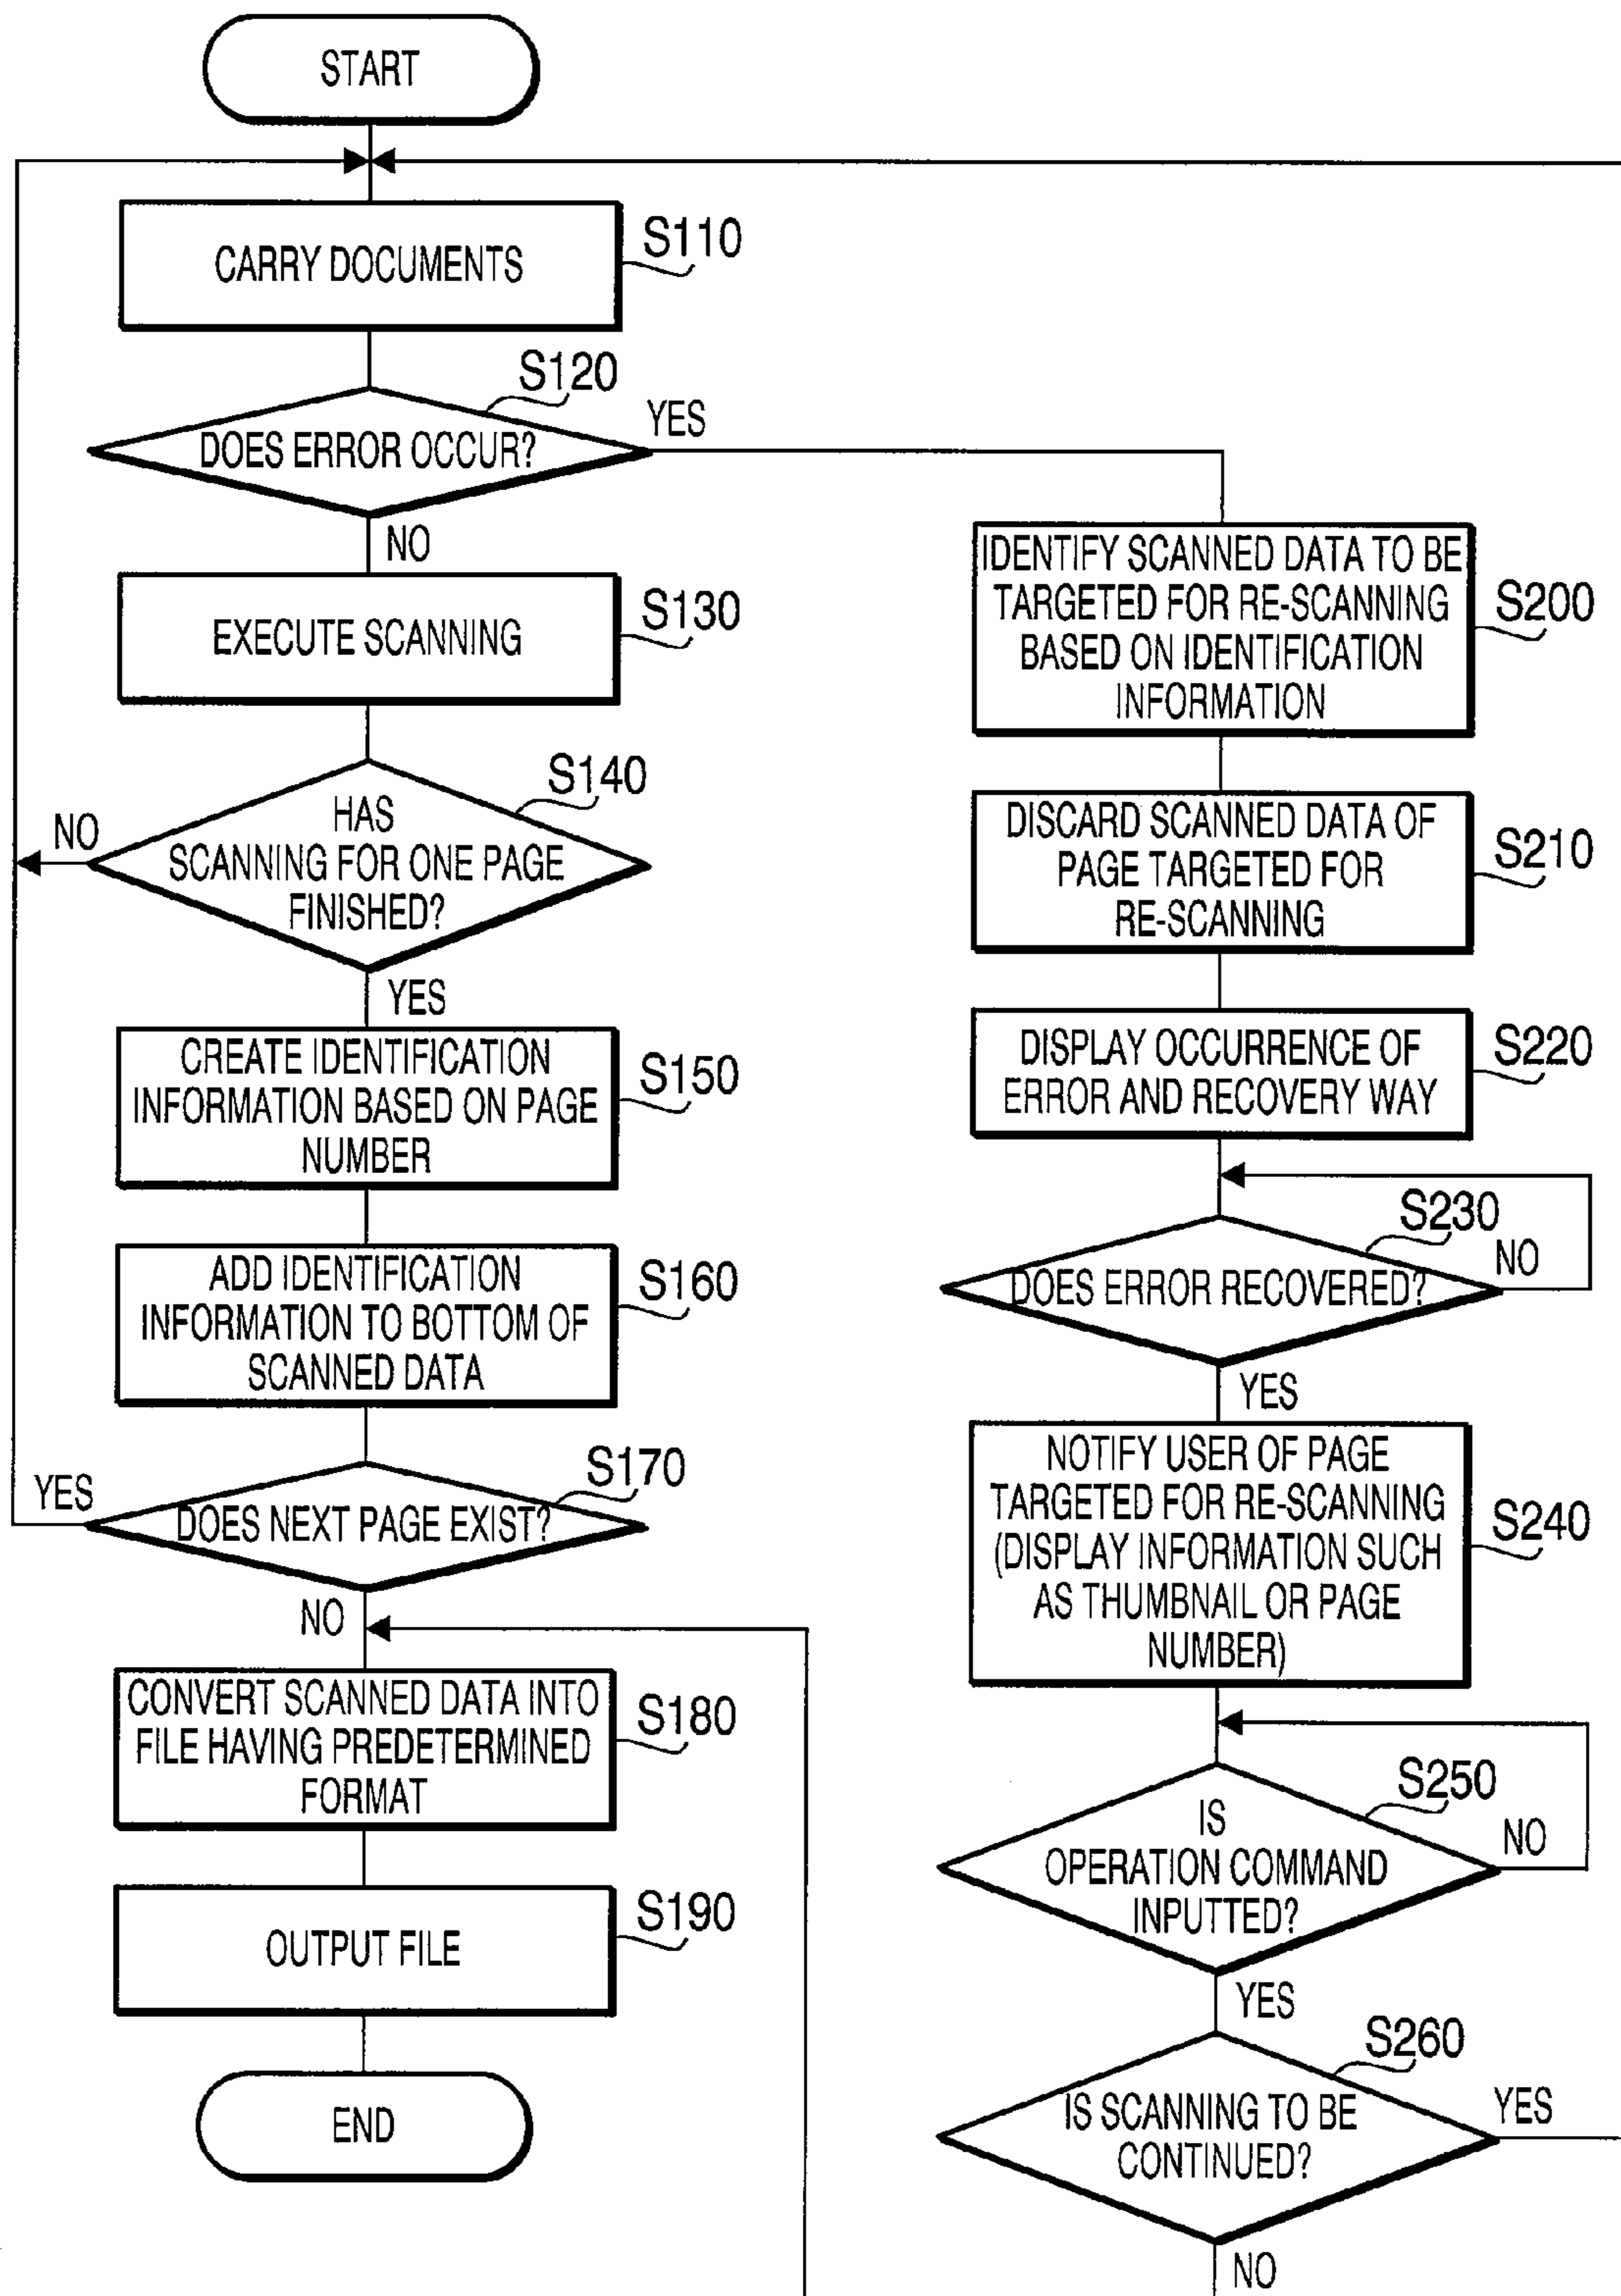 START
CARRY DOCUMENTS
S110
S120
DOES ERROR OCCUR?
YES
NO
EXECUTE SCANNING
S130
S140
HAS
SCANNING FOR ONE PAGE
FINISHED?
NO
YES
CREATE IDENTIFICATION
INFORMATION BASED ON PAGE
NUMBER
S150
ADD IDENTIFICATION
INFORMATION TO BOTTOM OF
SCANNED DATA
S160
S170
DOES NEXT PAGE EXIST?
YES
NO
CONVERT SCANNED DATA INTO
FILE HAVING PREDETERMINED
FORMAT
S180
OUTPUT FILE
S190
END
IDENTIFY SCANNED DATA TO BE
TARGETED FOR RE-SCANNING
BASED ON IDENTIFICATION
INFORMATION
S200
DISCARD SCANNED DATA OF
PAGE TARGETED FOR
RE-SCANNING
S210
DISPLAY OCCURRENCE OF
ERROR AND RECOVERY WAY
S220
S230
DOES ERROR RECOVERED?
NO
YES
NOTIFY USER OF PAGE
TARGETED FOR RE-SCANNING
(DISPLAY INFORMATION SUCH
AS THUMBNAIL OR PAGE
NUMBER)
S240
S250
IS
OPERATION COMMAND
INPUTTED?
NO
YES
S260
IS SCANNING TO BE
CONTINUED?
YES
NO